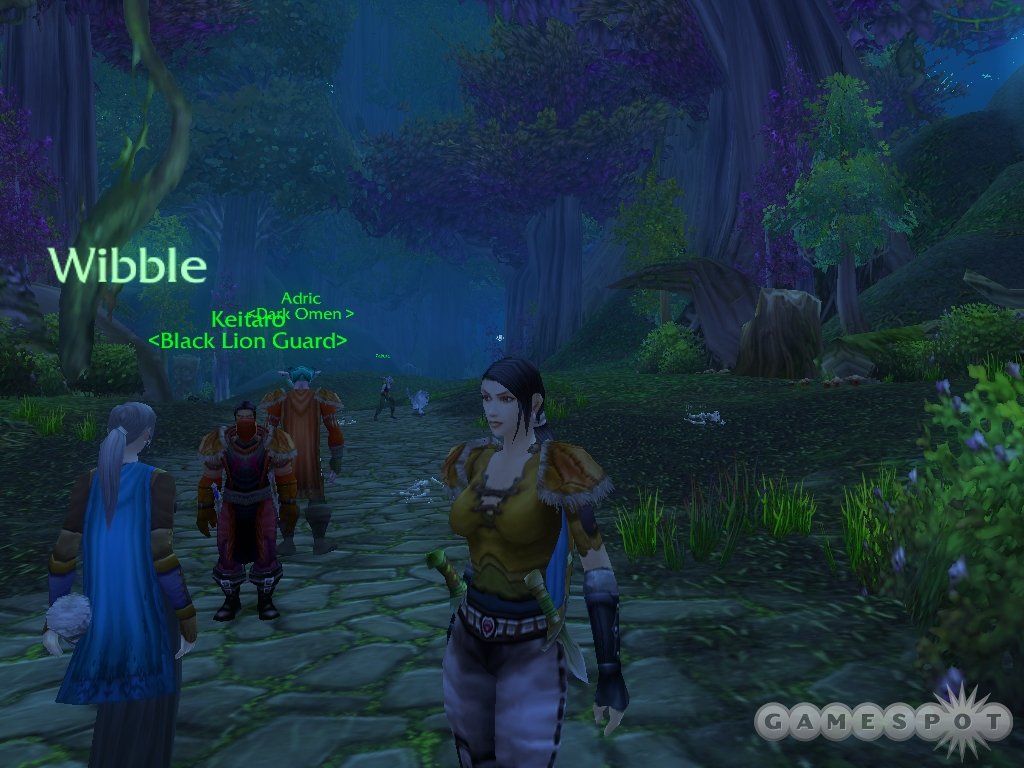 Wibble
Adric
<Dark Omen >
Keitaro
<Black Lion Guard>
GAMESPOT